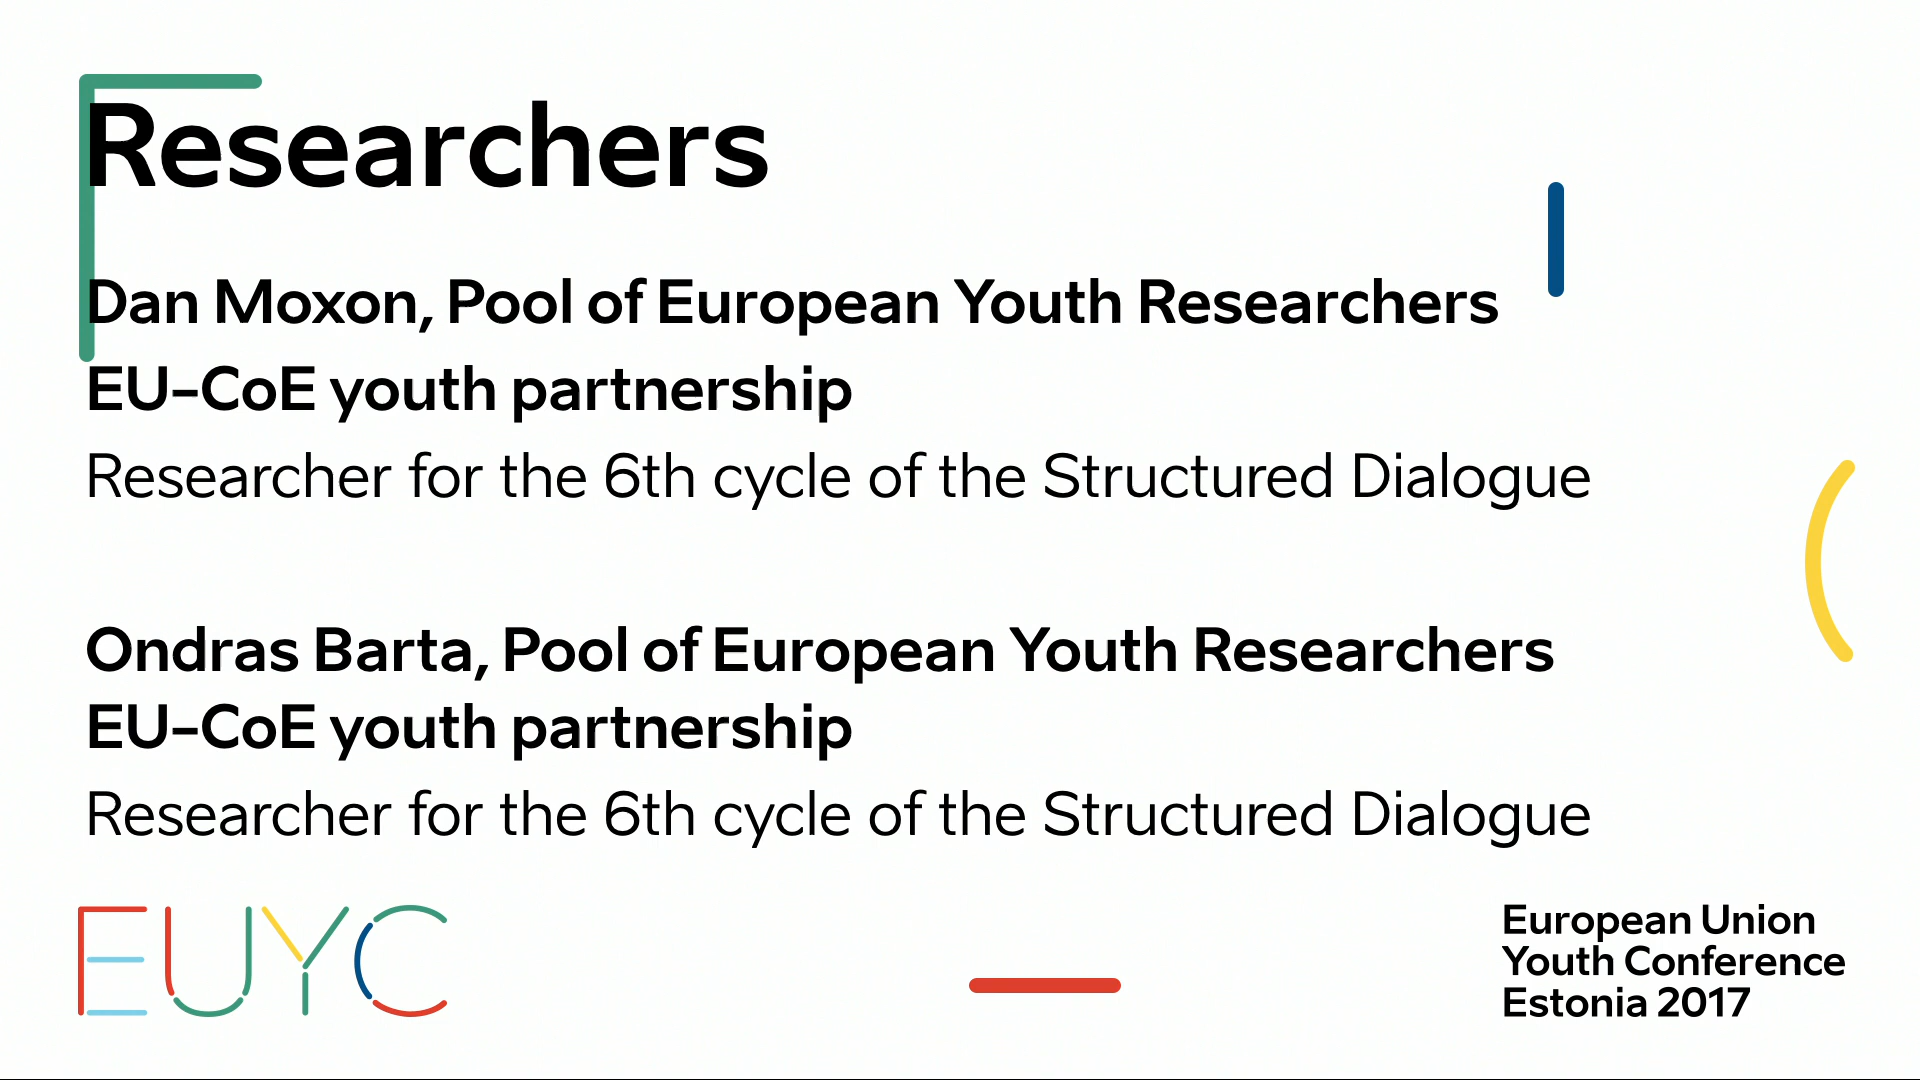 Researchers
Dan Moxon, Pool of European Youth Researchers
EU-CoE youth partnership
Researcher for the 6th cycle of the Structured Dialogue
Ondras Barta, Pool of European Youth Researchers
EU-CoE youth partnership
Researcher for the 6th cycle of the Structured Dialogue
EUYC
European Union
Youth Conference
Estonia 2017